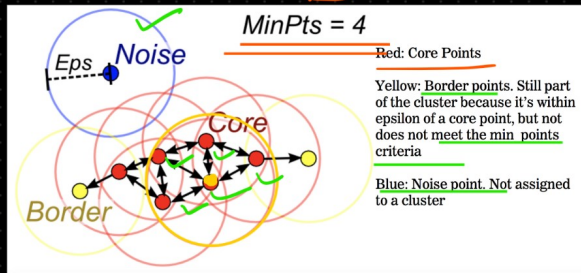 MinPts = 4
Eps
Noise
Core
Border
Red: Core Points
Yellow: Border points. Still part
of the cluster because it's within
epsilon of a core point, but not
does not meet the min points
criteria
Blue: Noise point. Not assigned
to a cluster